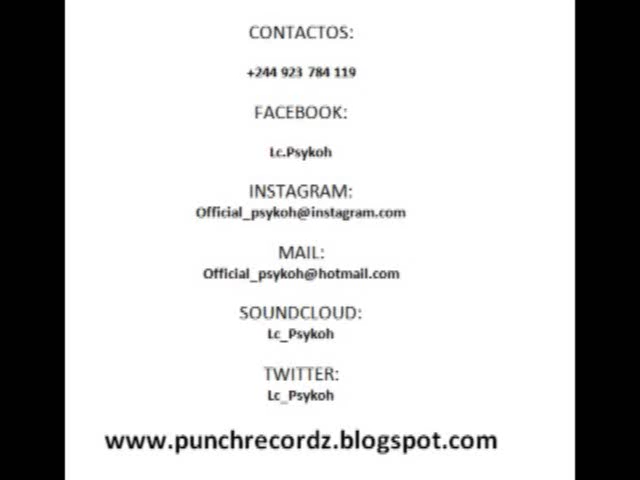 CONTACTOS:
+244 923 784 119
FACEBOOK:
Lc.Psykoh
INSTAGRAM:
Official_psykoh@instagram.com
MAIL:
Official_psykoh@hotmail.com
SOUNDCLOUD:
Lc_Psykoh
TWITTER:
Lc_Psykoh
www.punchrecordz.blogspot.com